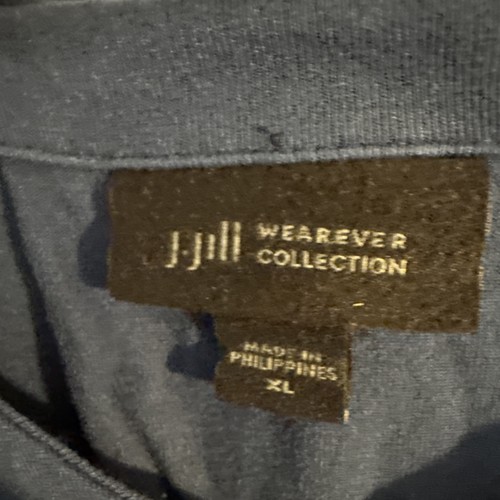 J.Jill WEAREVER
COLLECTION
MADE IN
PHILIPPINES
XL